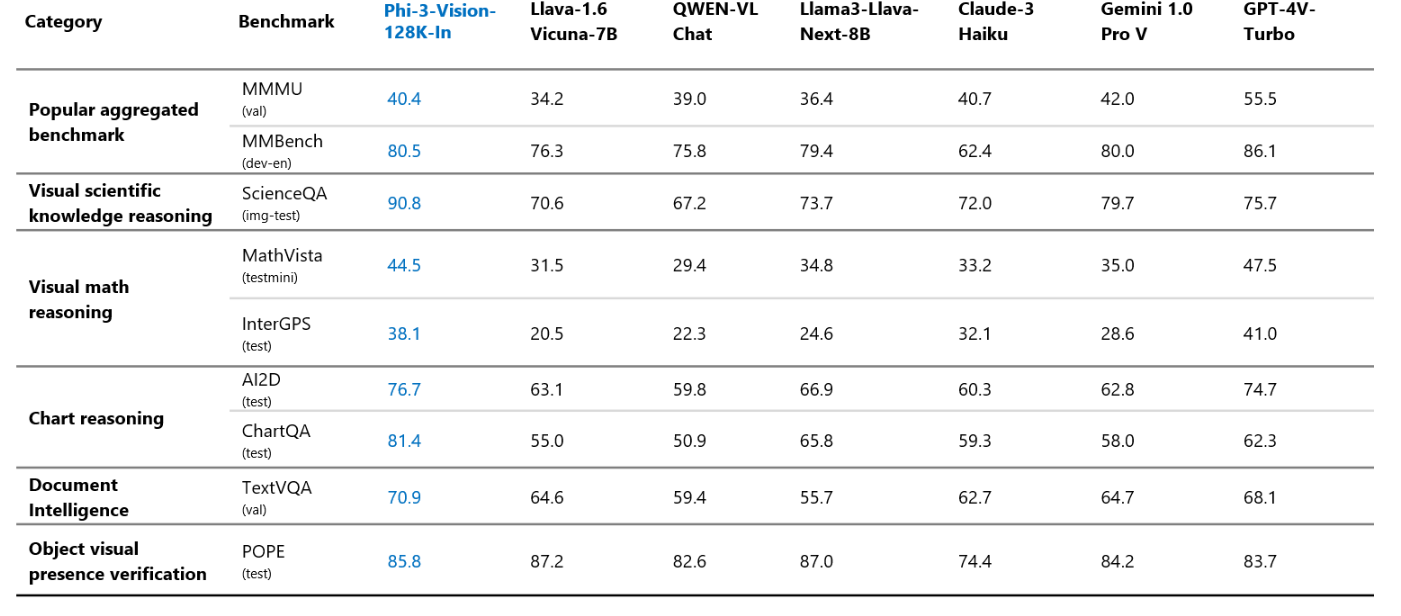 Category Benchmark Phi-3-Vision-128K-In Llava-1.6 Vicuna-7B QWEN-VL Chat Llama3-Llava-Next-8B Claude-3 Haiku Gemini 1.0 Pro V GPT-4V-Turbo
Popular aggregated benchmark
MMMU (val) 40.4 34.2 39.0 36.4 40.7 42.0 55.5
MMBench (dev-en) 80.5 76.3 75.8 79.4 62.4 80.0 86.1
Visual scientific knowledge reasoning
ScienceQA (img-test) 90.8 70.6 67.2 73.7 72.0 79.7 75.7
Visual math reasoning
MathVista (testmini) 44.5 31.5 29.4 34.8 33.2 35.0 47.5
InterGPS (test) 38.1 20.5 22.3 24.6 32.1 28.6 41.0
Chart reasoning
AI2D (test) 76.7 63.1 59.8 66.9 60.3 62.8 74.7
ChartQA (test) 81.4 55.0 50.9 65.8 59.3 58.0 62.3
Document Intelligence
TextVQA (val) 70.9 64.6 59.4 55.7 62.7 64.7 68.1
Object visual presence verification
POPE (test) 85.8 87.2 82.6 87.0 74.4 84.2 83.7